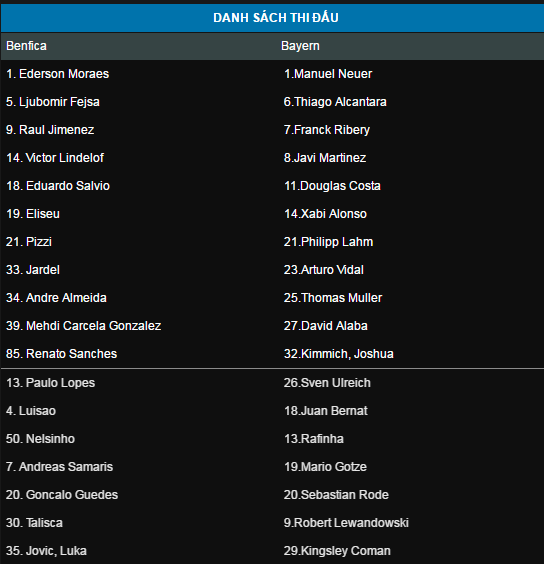 DANH SÁCH THI ĐẤU
Benfica Bayern
1. Ederson Moraes 1.Manuel Neuer
5. Ljubomir Fejsa 6.Thiago Alcantara
9. Raul Jimenez 7.Franck Ribery
14. Victor Lindelof 8.Javi Martinez
18. Eduardo Salvio 11.Douglas Costa
19. Eliseu 14.Xabi Alonso
21. Pizzi 21.Philipp Lahm
33. Jardel 23.Arturo Vidal
34. Andre Almeida 25.Thomas Muller
39. Mehdi Carcela Gonzalez 27.David Alaba
85. Renato Sanches 32.Kimmich, Joshua
13. Paulo Lopes 26.Sven Ulreich
4. Luisao 18.Juan Bernat
50. Nelsinho 13.Rafinha
7. Andreas Samaris 19.Mario Gotze
20. Goncalo Guedes 20.Sebastian Rode
30. Talisca 9.Robert Lewandowski
35. Jovic, Luka 29.Kingsley Coman